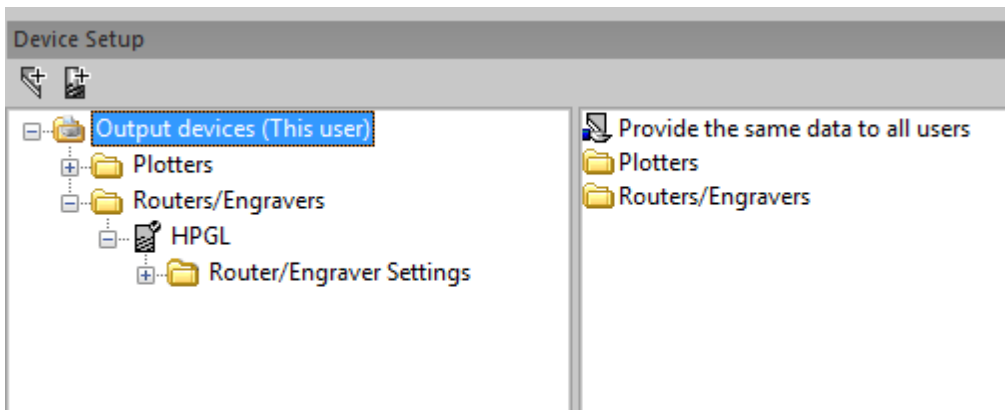 Device Setup
Output devices (This user)
Plotters
Routers/Engravers
HPGL
Router/Engraver Settings
Provide the same data to all users
Plotters
Routers/Engravers